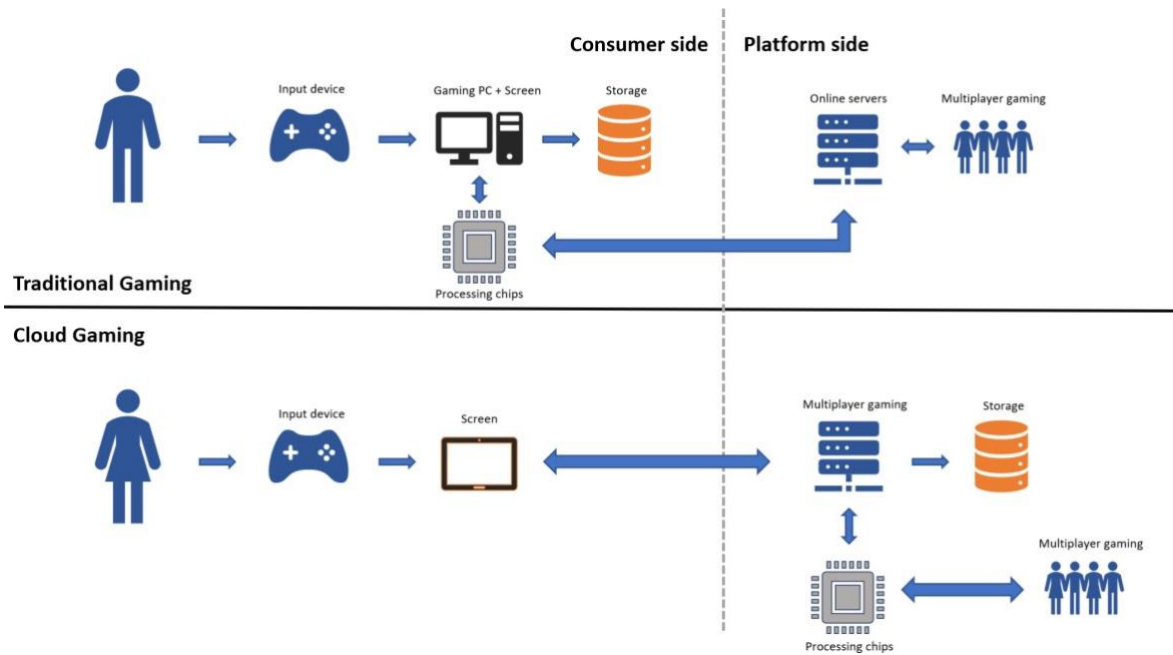 Consumer side
Platform side
Input device
Gaming PC + Screen
Storage
Online servers
Multiplayer gaming
Processing chips
Traditional Gaming
Cloud Gaming
Input device
Screen
Multiplayer gaming
Storage
Multiplayer gaming
Processing chips